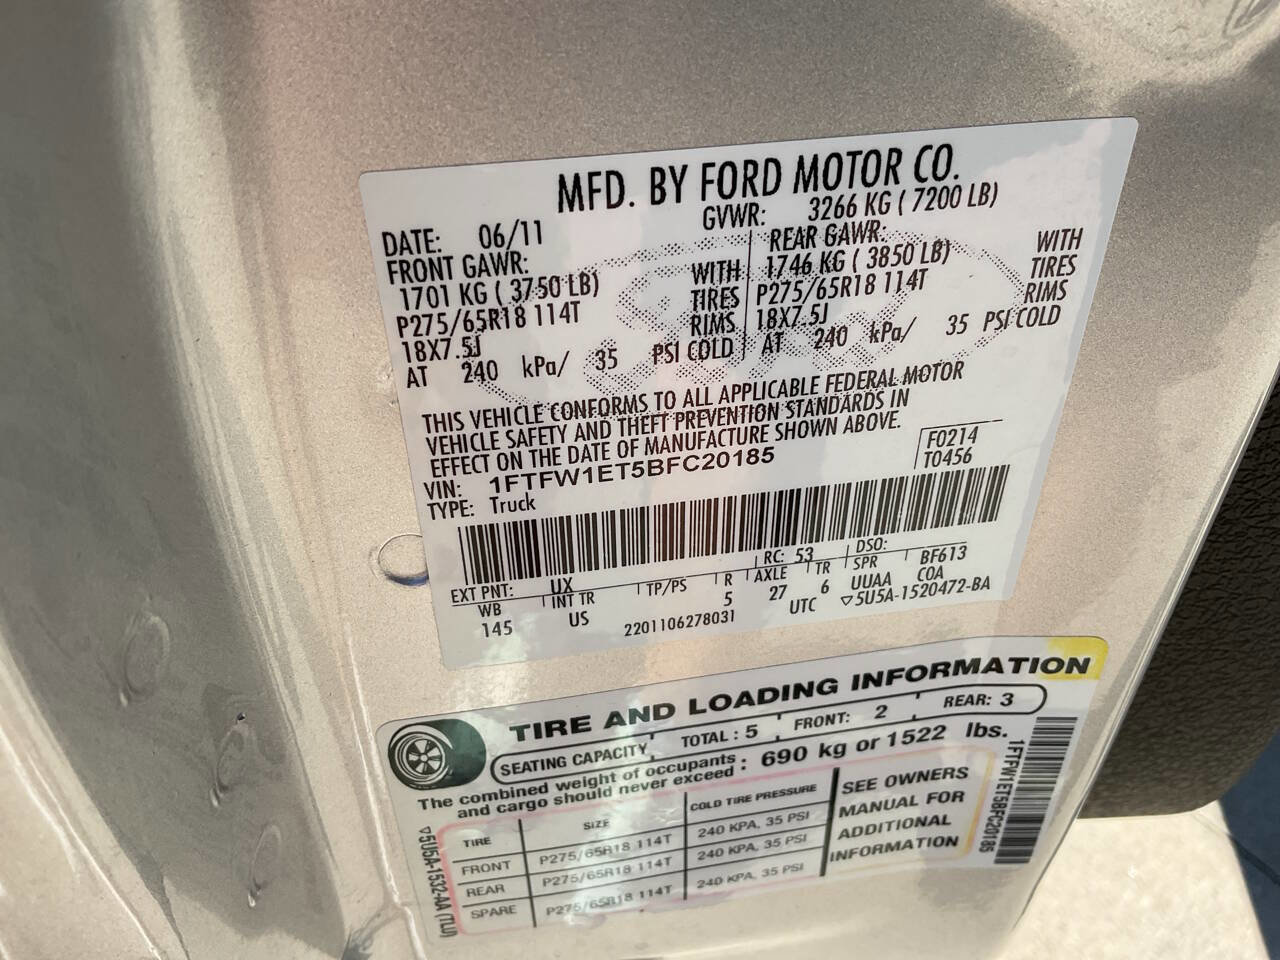 MFD. BY FORD MOTOR CO.
DATE: 06/11 GVWR: 3266 KG ( 7200 LB)
FRONT GAWR: REAR GAWR:
1701 KG ( 3750 LB) WITH 1746 KG ( 3850 LB) WITH
P275/65R18 114T TIRES P275/65R18 114T TIRES
18X7.5J RIMS 18X7.5J RIMS
AT 240 kPa/ 35 PSI COLD AT 240 kPa/ 35 PSI COLD
THIS VEHICLE CONFORMS TO ALL APPLICABLE FEDERAL MOTOR
VEHICLE SAFETY AND THEFT PREVENTION STANDARDS IN
EFFECT ON THE DATE OF MANUFACTURE SHOWN ABOVE.
VIN: 1FTFW1ET5BFC20185 F0214
TYPE: Truck T0456
EXT PNT: UX RC: 53 DSO:
WB INT TR TP/PS R AXLE TR SPR BF613
145 US 5 27 6 UUAA COA
2201106278031 UTC ▽5U5A-1520472-BA
TIRE AND LOADING INFORMATION
SEATING CAPACITY TOTAL : 5 FRONT: 2 REAR: 3
The combined weight of occupants
and cargo should never exceed : 690 kg or 1522 lbs.
TIRE SIZE COLD TIRE PRESSURE
FRONT P275/65R18 114T 240 KPA, 35 PSI
REAR P275/65R18 114T 240 KPA, 35 PSI
SPARE P275/65R18 114T 240 KPA, 35 PSI
SEE OWNERS
MANUAL FOR
ADDITIONAL
INFORMATION
1FTFW1ET5BFC20185
▽5U5A-1532-AA (TLU)